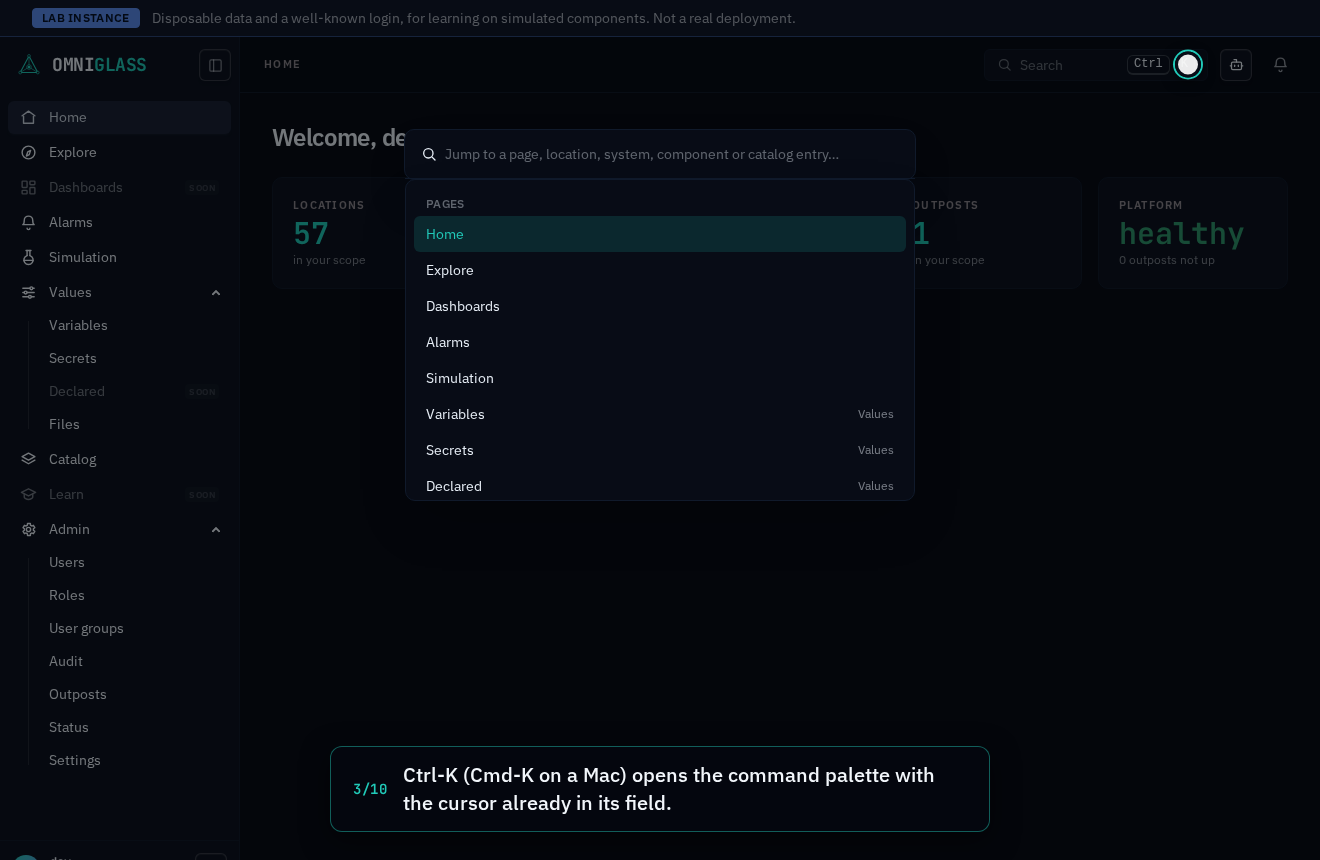 LAB INSTANCE Disposable data and a well-known login, for learning on simulated components. Not a real deployment.
OMNIGLASS
HOME
Search Ctrl
Home
Explore
Dashboards SOON
Alarms
Simulation
Values
Variables
Secrets
Declared SOON
Files
Catalog
Learn SOON
Admin
Users
Roles
User groups
Audit
Outposts
Status
Settings
Welcome,
LOCATIONS
57
in your scope
OUTPOSTS
1
in your scope
PLATFORM
healthy
0 outposts not up
Jump to a page, location, system, component or catalog entry...
PAGES
Home
Explore
Dashboards
Alarms
Simulation
Variables Values
Secrets Values
Declared Values
3/10 Ctrl-K (Cmd-K on a Mac) opens the command palette with
the cursor already in its field.